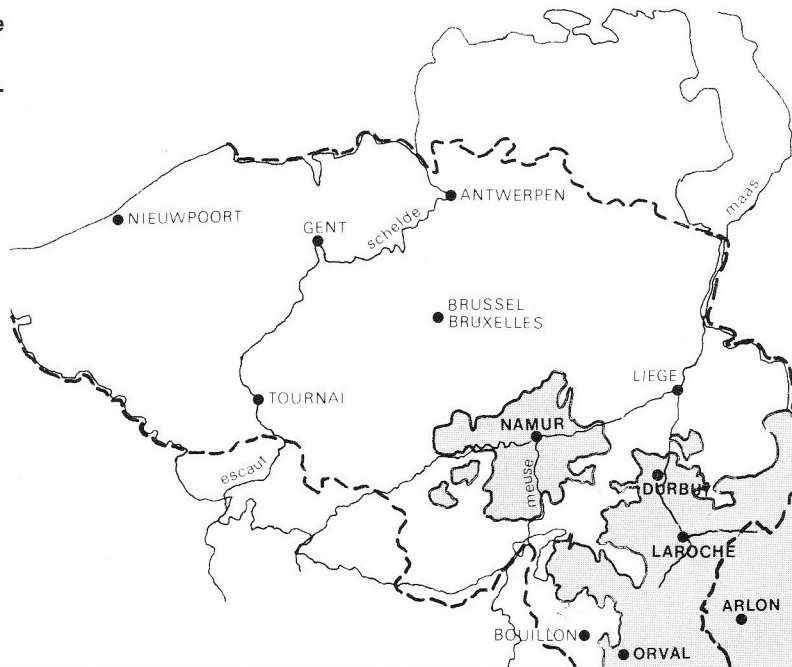 maas
ANTWERPEN
NIEUWPOORT
GENT
schelde
BRUSSEL
BRUXELLES
LIEGE
TOURNAI
NAMUR
escaut
meuse
DURBUY
LAROCHE
ARLON
BOUILLON
ORVAL